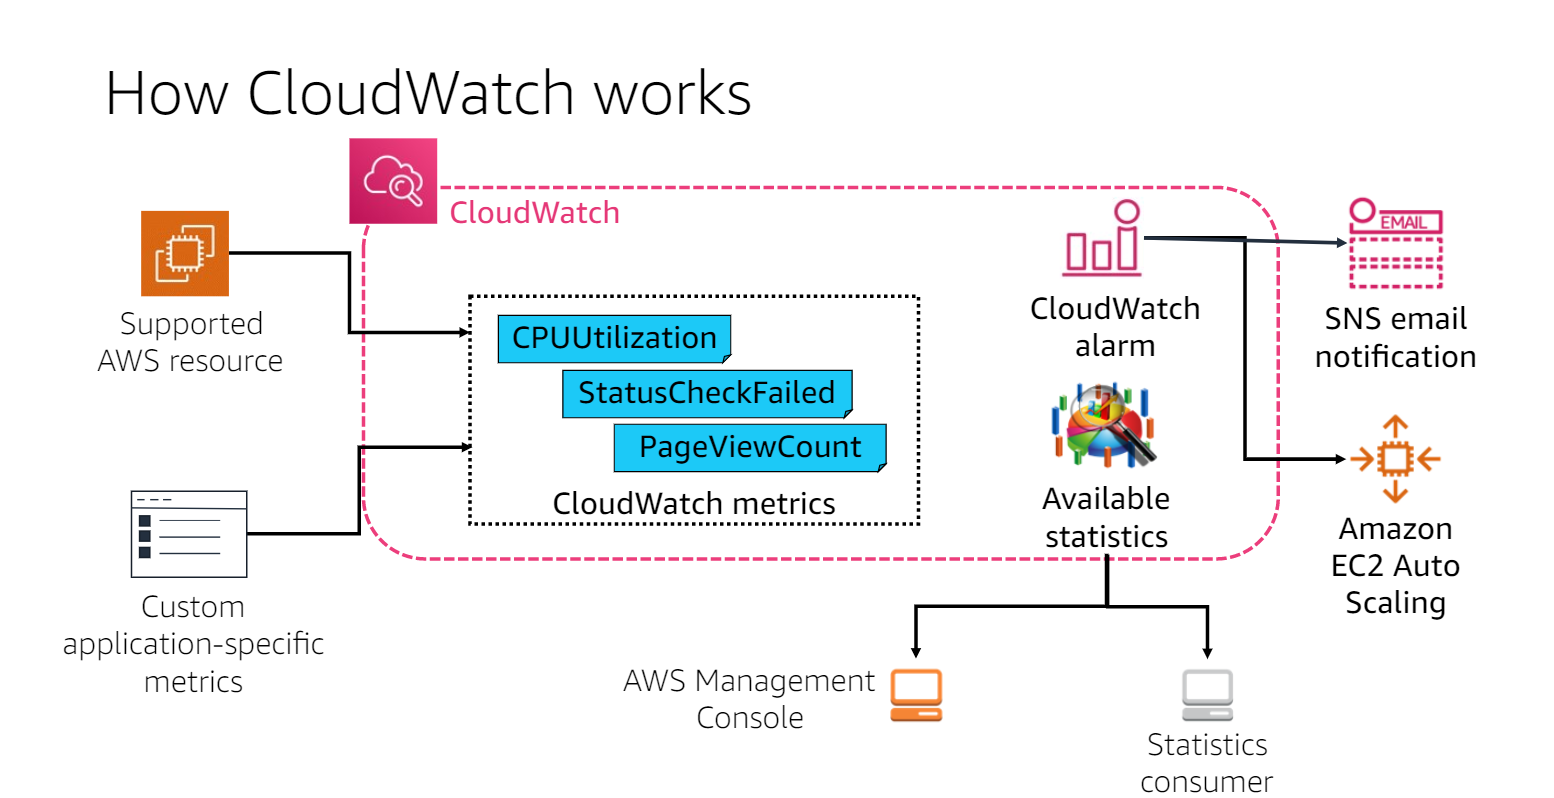 How CloudWatch works
CloudWatch
Supported
AWS resource
Custom
application-specific
metrics
CPUUtilization
StatusCheckFailed
PageViewCount
CloudWatch metrics
CloudWatch
alarm
Available
statistics
EMAIL
SNS email
notification
Amazon
EC2 Auto
Scaling
AWS Management
Console
Statistics
consumer